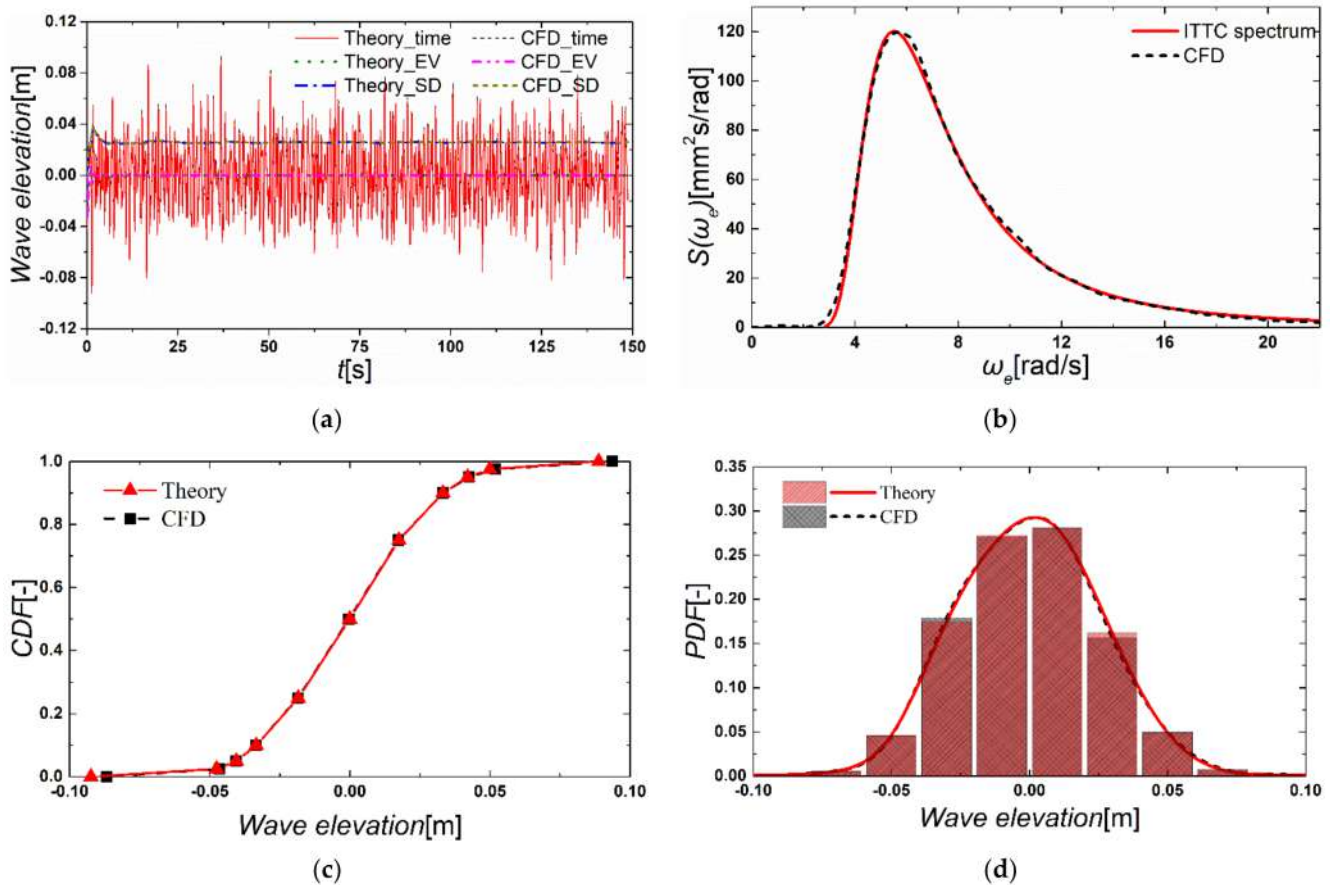 Theory_time CFD_time
Theory_EV CFD_EV
Theory_SD CFD_SD
0.12
0.08
0.04
0.00
-0.04
-0.08
-0.12
Wave elevation[m]
0 25 50 75 100 125 150
t[s]
(a)
ITTC spectrum
CFD
120
100
80
60
40
20
0
S(ωe)[mm²s/rad]
0 4 8 12 16 20
ωe[rad/s]
(b)
Theory
CFD
1.0
0.8
0.6
0.4
0.2
0.0
CDF[-]
-0.10 -0.05 0.00 0.05 0.10
Wave elevation[m]
(c)
Theory
CFD
0.35
0.30
0.25
0.20
0.15
0.10
0.05
0.00
PDF[-]
-0.10 -0.05 0.00 0.05 0.10
Wave elevation[m]
(d)